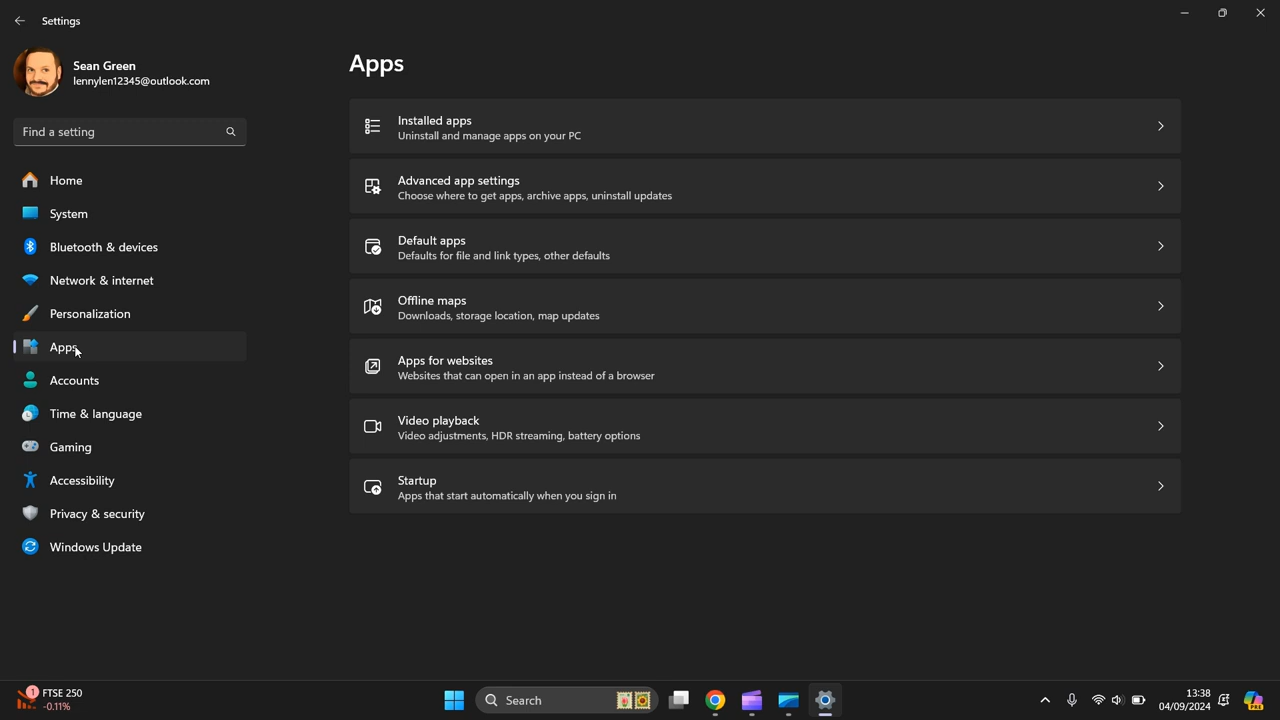 Settings
Sean Green
lennylen12345@outlook.com
Find a setting
Home
System
Bluetooth & devices
Network & internet
Personalization
Apps
Accounts
Time & language
Gaming
Accessibility
Privacy & security
Windows Update
Apps
Installed apps
Uninstall and manage apps on your PC
Advanced app settings
Choose where to get apps, archive apps, uninstall updates
Default apps
Defaults for file and link types, other defaults
Offline maps
Downloads, storage location, map updates
Apps for websites
Websites that can open in an app instead of a browser
Video playback
Video adjustments, HDR streaming, battery options
Startup
Apps that start automatically when you sign in
1
FTSE 250
-0.11%
Search
13:38
04/09/2024
PRE